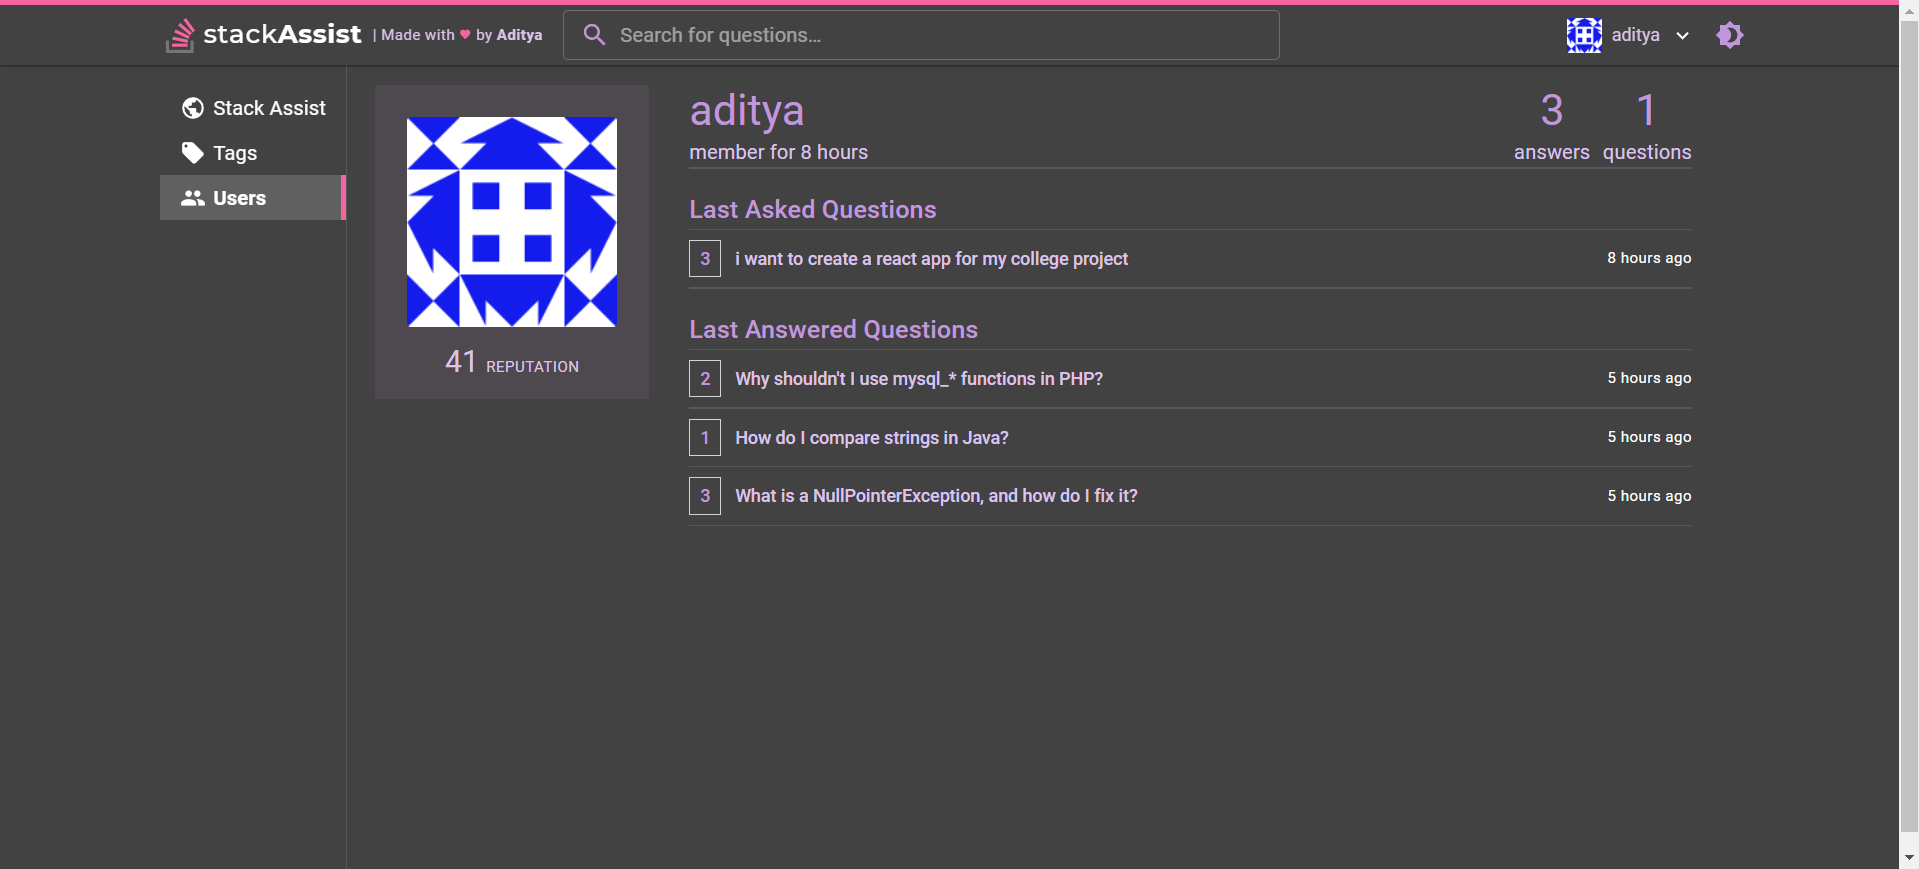 stackAssist | Made with ♥ by Aditya
Search for questions...
aditya
Stack Assist
Tags
Users
41 REPUTATION
aditya
member for 8 hours
3
answers
1
questions
Last Asked Questions
3 i want to create a react app for my college project 8 hours ago
Last Answered Questions
2 Why shouldn't I use mysql_* functions in PHP? 5 hours ago
1 How do I compare strings in Java? 5 hours ago
3 What is a NullPointerException, and how do I fix it? 5 hours ago